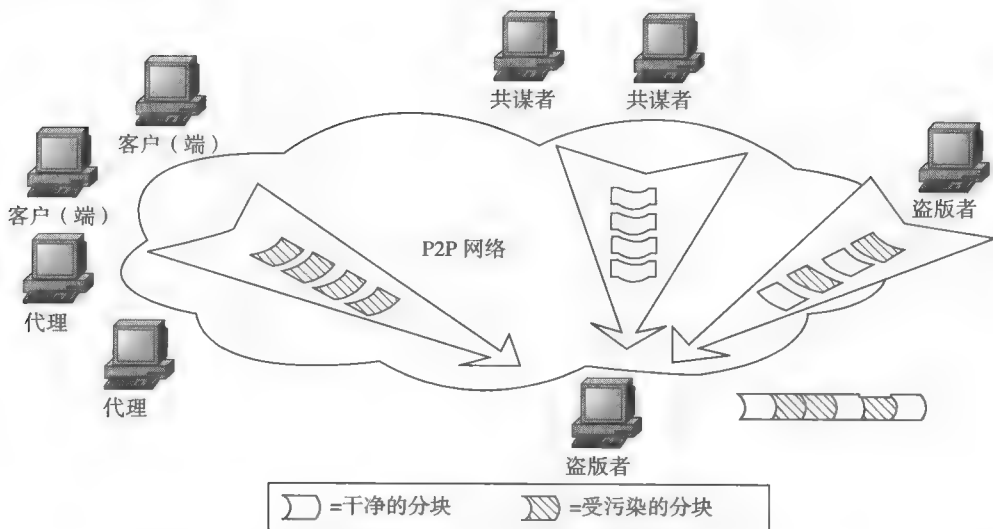 共谋者
共谋者
客户（端）
盗版者
客户（端）
P2P 网络
代理
代理
盗版者
=干净的分块
=受污染的分块